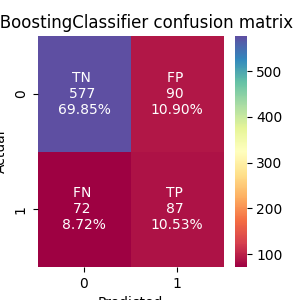 BoostingClassifier confusion matrix
TN
577
69.85%
FP
90
10.90%
FN
72
8.72%
TP
87
10.53%
0
1
Actual
0
1
Predicted
500
400
300
200
100